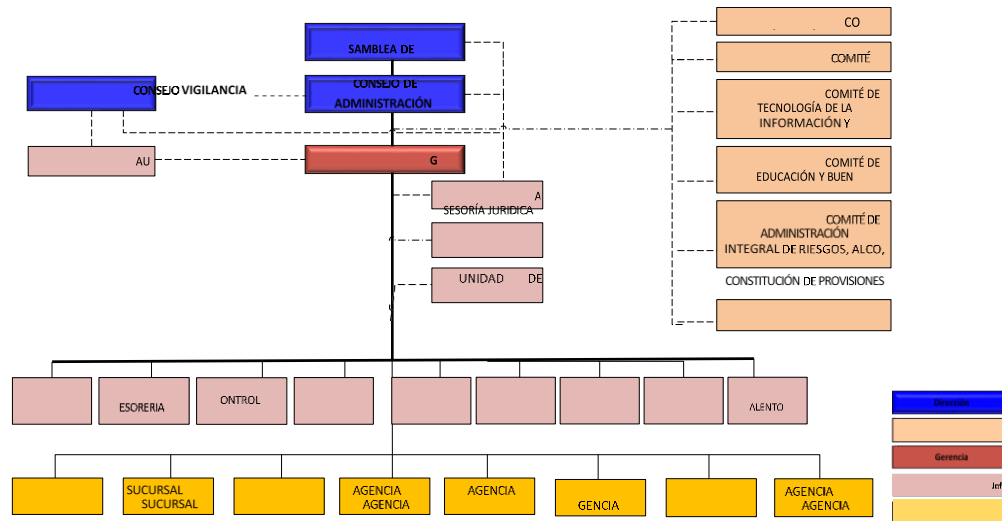 CO
SAMBLEA DE
COMITÉ
CONSEJO VIGILANCIA
CONSEJO DE
ADMINISTRACIÓN
COMITÉ DE
TECNOLOGÍA DE LA
INFORMACIÓN Y
AU
G
COMITÉ DE
EDUCACIÓN Y BUEN
A
SESORÍA JURIDICA
COMITÉ DE
ADMINISTRACIÓN
INTEGRAL DE RIESGOS, ALCO,
UNIDAD DE
CONSTITUCIÓN DE PROVISIONES
ESORERIA
ONTROL
ALENTO
Dirección
Gerencia
Jef
SUCURSAL
SUCURSAL
AGENCIA
AGENCIA
AGENCIA
GENCIA
AGENCIA
AGENCIA